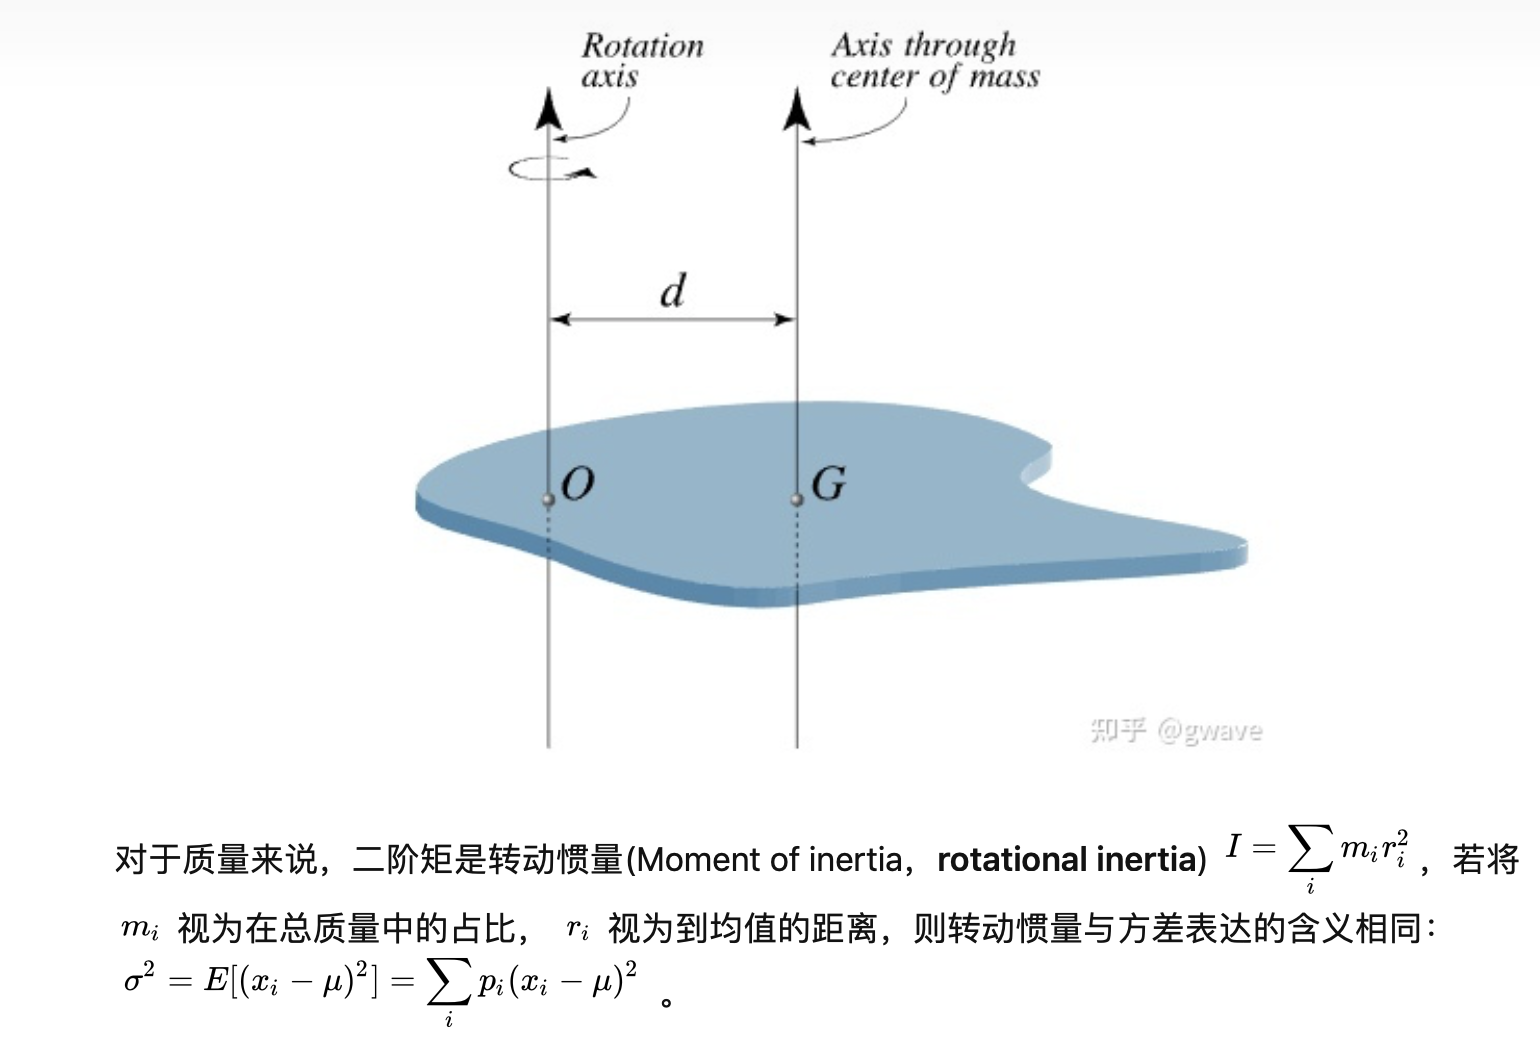 Rotation
axis
Axis through
center of mass
d
O
G
知乎 @gwave
对于质量来说，二阶矩是转动惯量(Moment of inertia，rotational inertia) $I = \sum_i m_i r_i^2$ ，若将
$m_i$ 视为在总质量中的占比， $r_i$ 视为到均值的距离，则转动惯量与方差表达的含义相同：
$\sigma^2 = E[(x_i - \mu)^2] = \sum_i p_i (x_i - \mu)^2$ 。